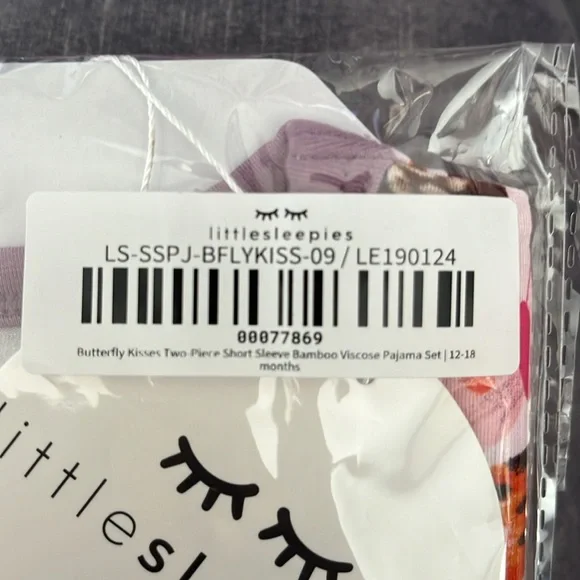 littlesleepies
LS-SSPJ-BFLYKISS-09 / LE190124
00077869
Butterfly Kisses Two-Piece Short Sleeve Bamboo Viscose Pajama Set | 12-18
months
littlesl